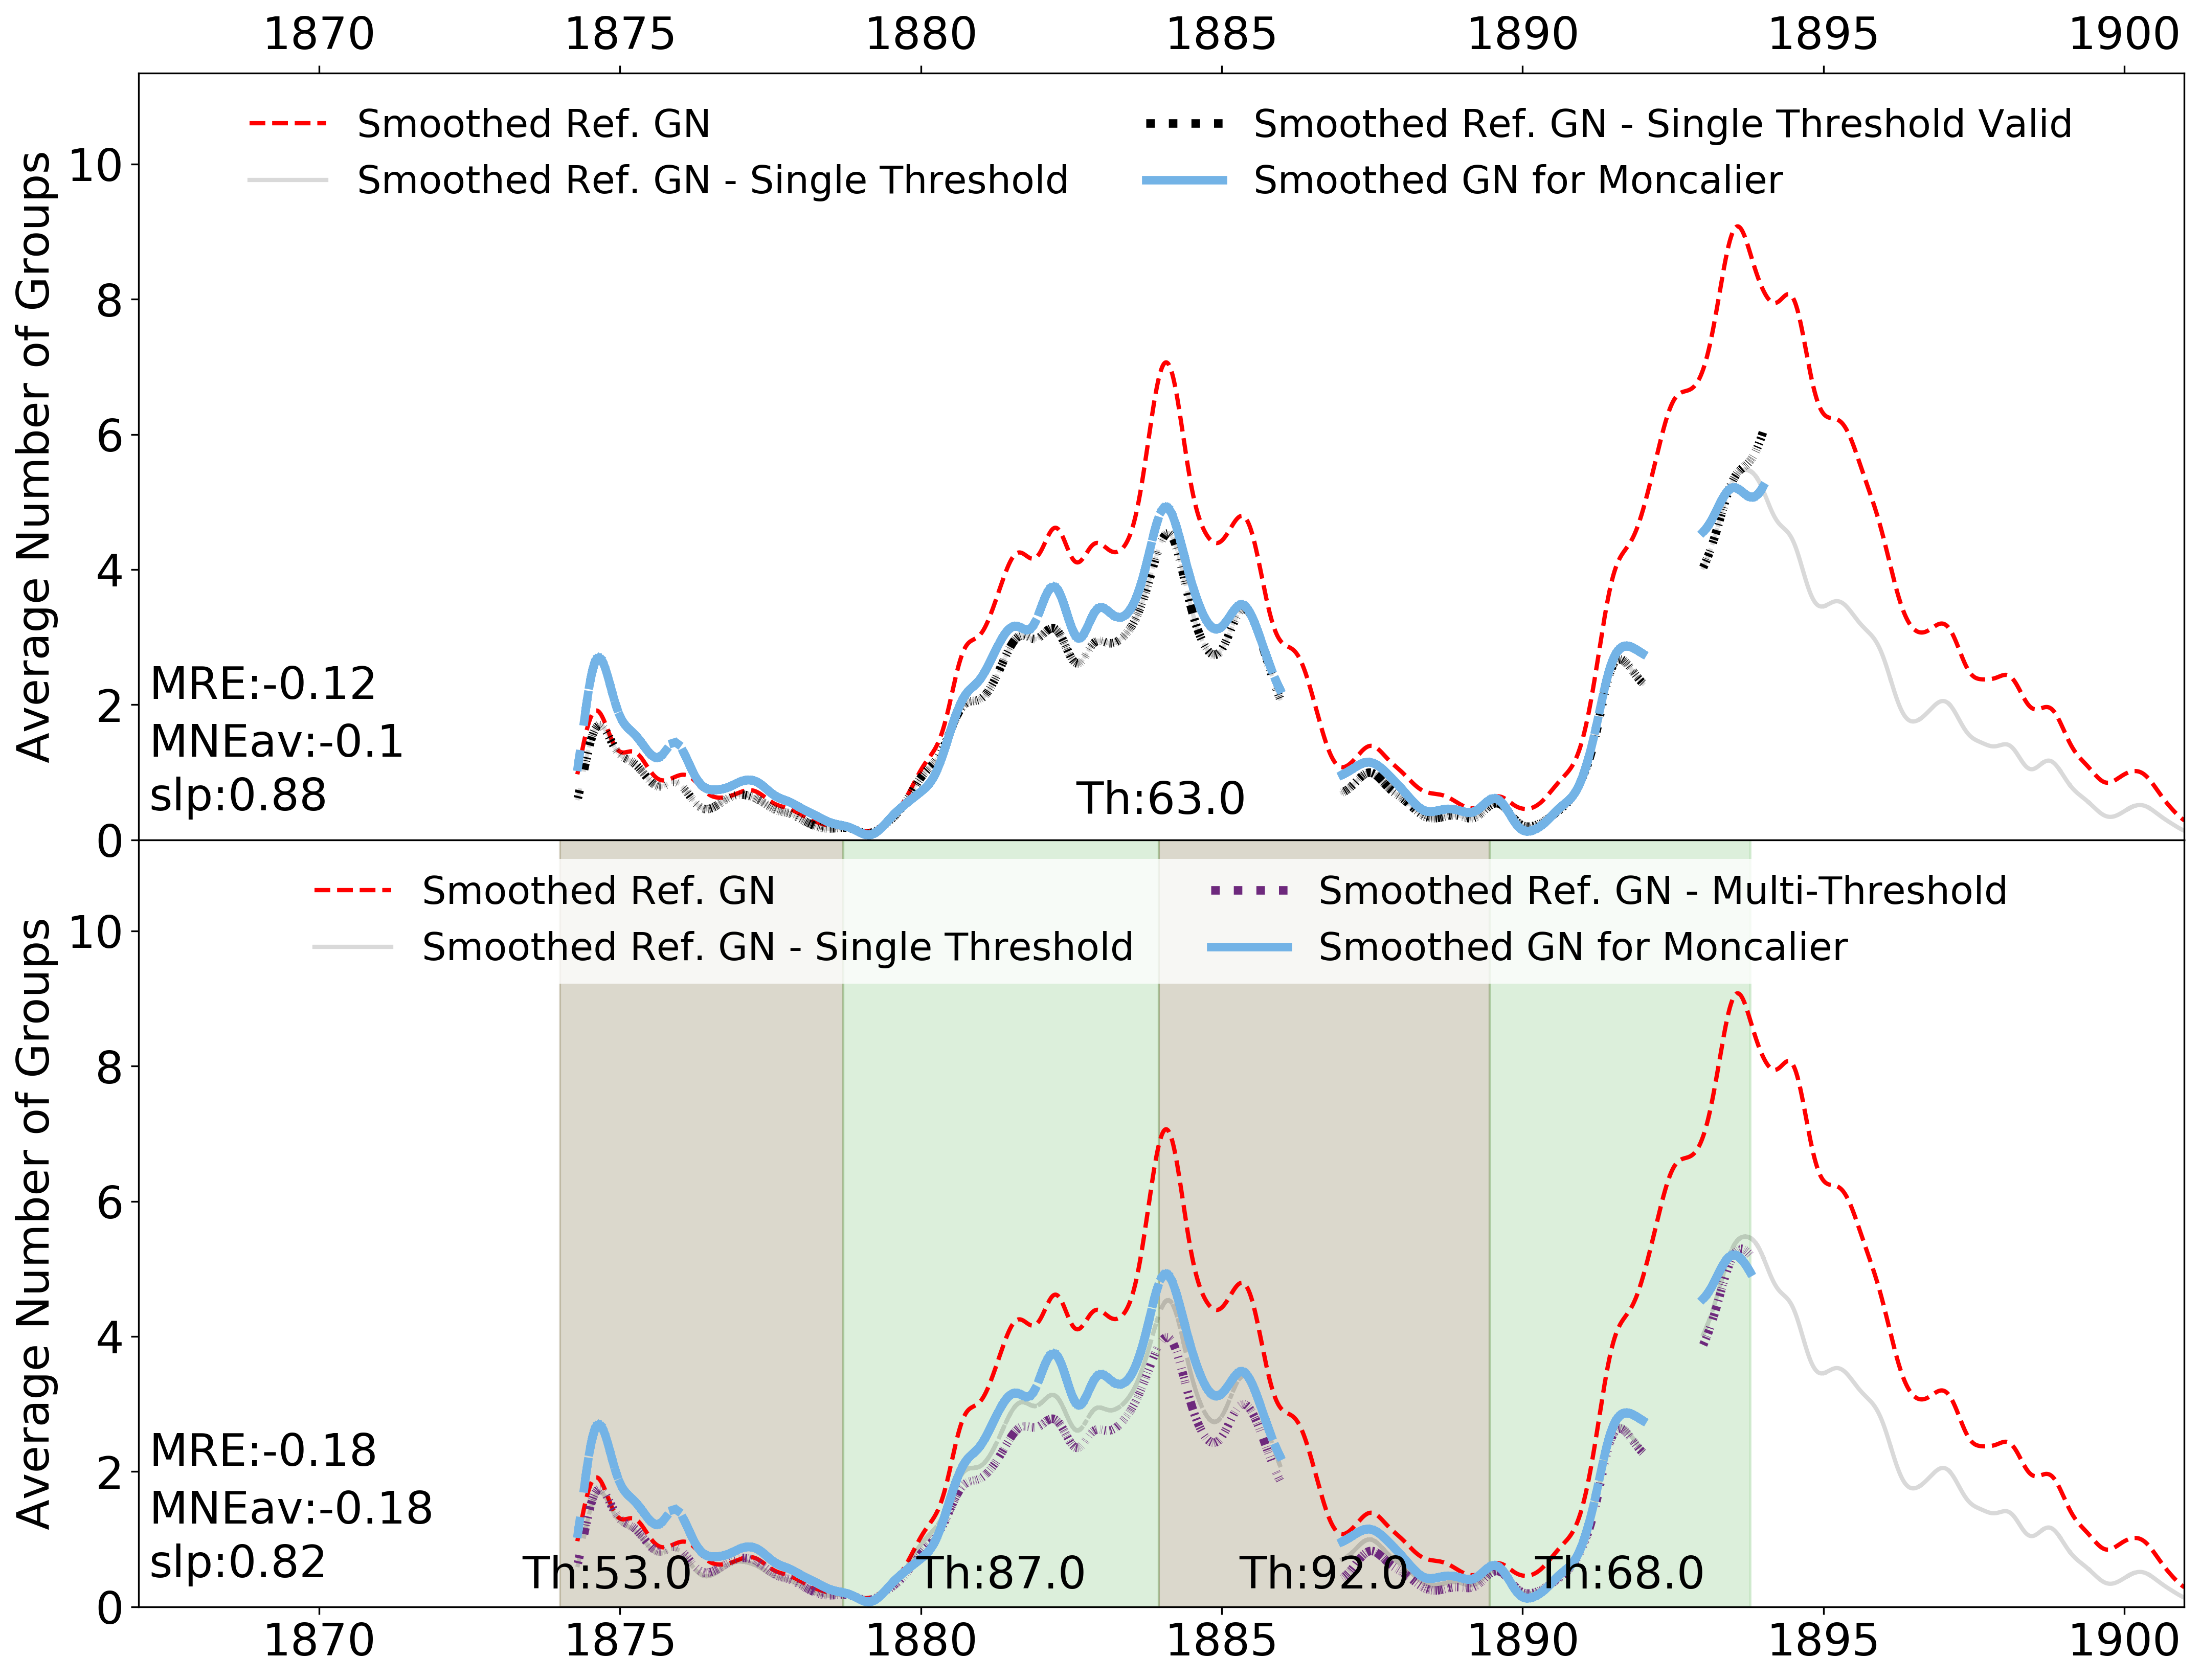 1870 1875 1880 1885 1890 1895 1900
Smoothed Ref. GN
Smoothed Ref. GN - Single Threshold
Smoothed Ref. GN - Single Threshold Valid
Smoothed GN for Moncalier
Average Number of Groups
10
8
6
4
2
0
MRE:-0.12
MNEav:-0.1
slp:0.88
Th:63.0
Smoothed Ref. GN
Smoothed Ref. GN - Single Threshold
Smoothed Ref. GN - Multi-Threshold
Smoothed GN for Moncalier
Average Number of Groups
10
8
6
4
2
0
MRE:-0.18
MNEav:-0.18
slp:0.82
Th:53.0 Th:87.0 Th:92.0 Th:68.0
1870 1875 1880 1885 1890 1895 1900